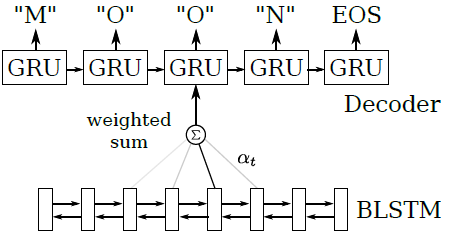 "M" "O" "O" "N" EOS
GRU GRU GRU GRU GRU
Decoder
weighted
sum
Σ
αt
BLSTM